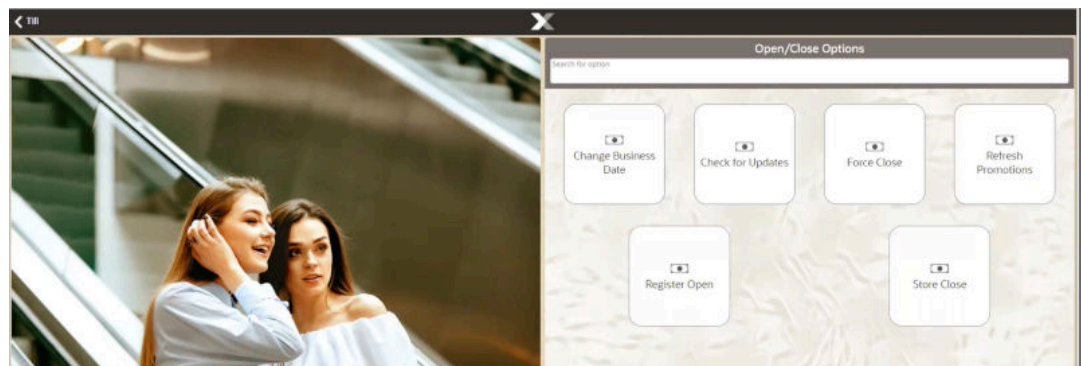 Till
Open/Close Options
Search for option
Change Business
Date
Check for Updates
Force Close
Refresh
Promotions
Register Open
Store Close